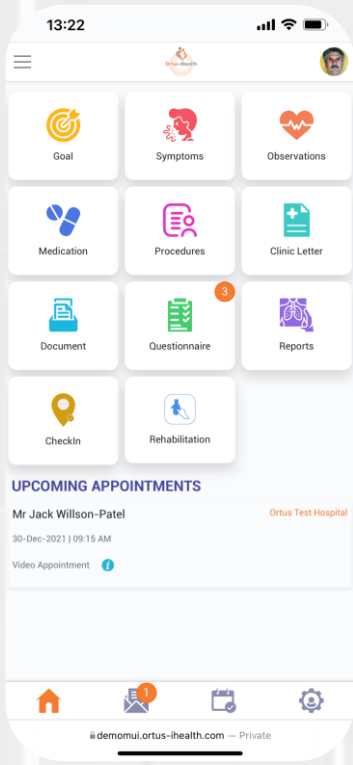 13:22
Ortus-iHealth
Goal
Symptoms
Observations
Medication
Procedures
Clinic Letter
3
Document
Questionnaire
Reports
CheckIn
Rehabilitation
UPCOMING APPOINTMENTS
Mr Jack Willson-Patel
Ortus Test Hospital
30-Dec-2021 | 09:15 AM
Video Appointment i
1
demomui.ortus-ihealth.com — Private